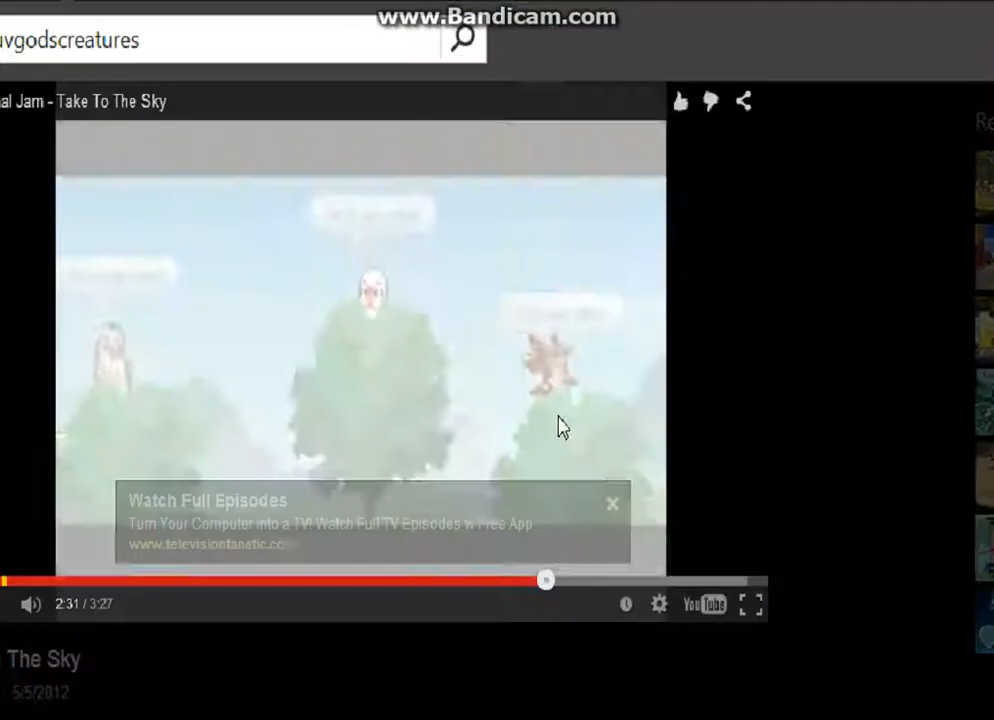 www.Bandicam.com
uvgodscreatures
al Jam - Take To The Sky
Watch Full Episodes
Turn Your Computer into a TV! Watch Full TV Episodes w Free App
www.televisionfanatic.co
2:31 / 3:27
YouTube
The Sky
5/5/2012